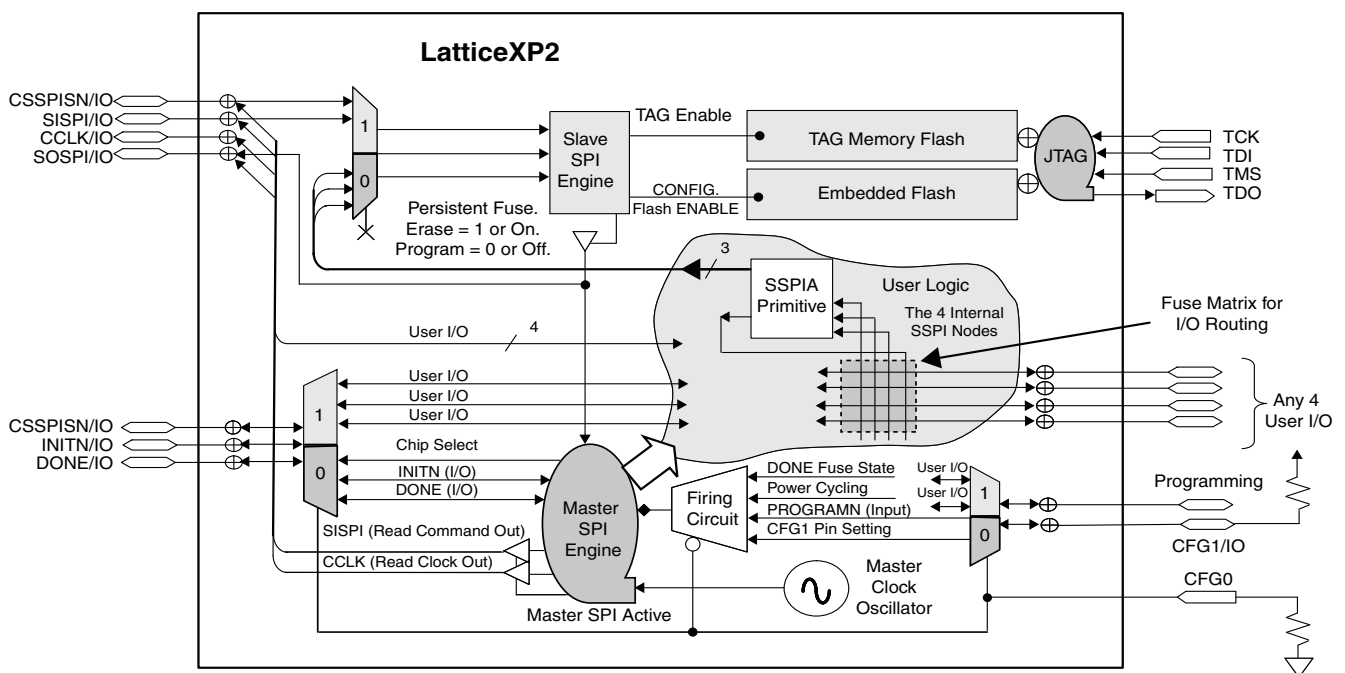 LatticeXP2
CSSPISN/IO
SISPI/IO
CCLK/IO
SOSPI/IO
1
0
Slave
SPI
Engine
TAG Enable
CONFIG.
Flash ENABLE
TAG Memory Flash
Embedded Flash
JTAG
TCK
TDI
TMS
TDO
Persistent Fuse.
Erase = 1 or On.
Program = 0 or Off.
3
SSPIA
Primitive
User Logic
The 4 Internal
SSPI Nodes
Fuse Matrix for
I/O Routing
User I/O
4
User I/O
User I/O
User I/O
Any 4
User I/O
CSSPISN/IO
INITN/IO
DONE/IO
1
0
Chip Select
INITN (I/O)
DONE (I/O)
SISPI (Read Command Out)
CCLK (Read Clock Out)
Master
SPI
Engine
Master SPI Active
Firing
Circuit
DONE Fuse State
Power Cycling
PROGRAMN (Input)
CFG1 Pin Setting
User I/O
User I/O
1
0
Programming
CFG1/IO
CFG0
Master
Clock
Oscillator